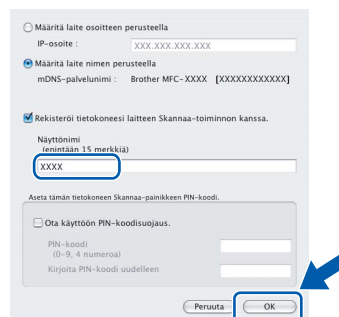 Määritä laite osoitteen perusteella
IP-osoite : XXX.XXX.XXX.XXX
Määritä laite nimen perusteella
mDNS-palvelunimi : Brother MFC-XXXX [XXXXXXXXXXXX]
Rekisteröi tietokoneesi laitteen Skannaa-toiminnon kanssa.
Näyttönimi
(enintään 15 merkkiä)
XXXX
Aseta tämän tietokoneen Skannaa-painikkeen PIN-koodi.
Ota käyttöön PIN-koodisuojaus.
PIN-koodi
(0-9, 4 numeroa)
Kirjoita PIN-koodi uudelleen
Peruuta OK